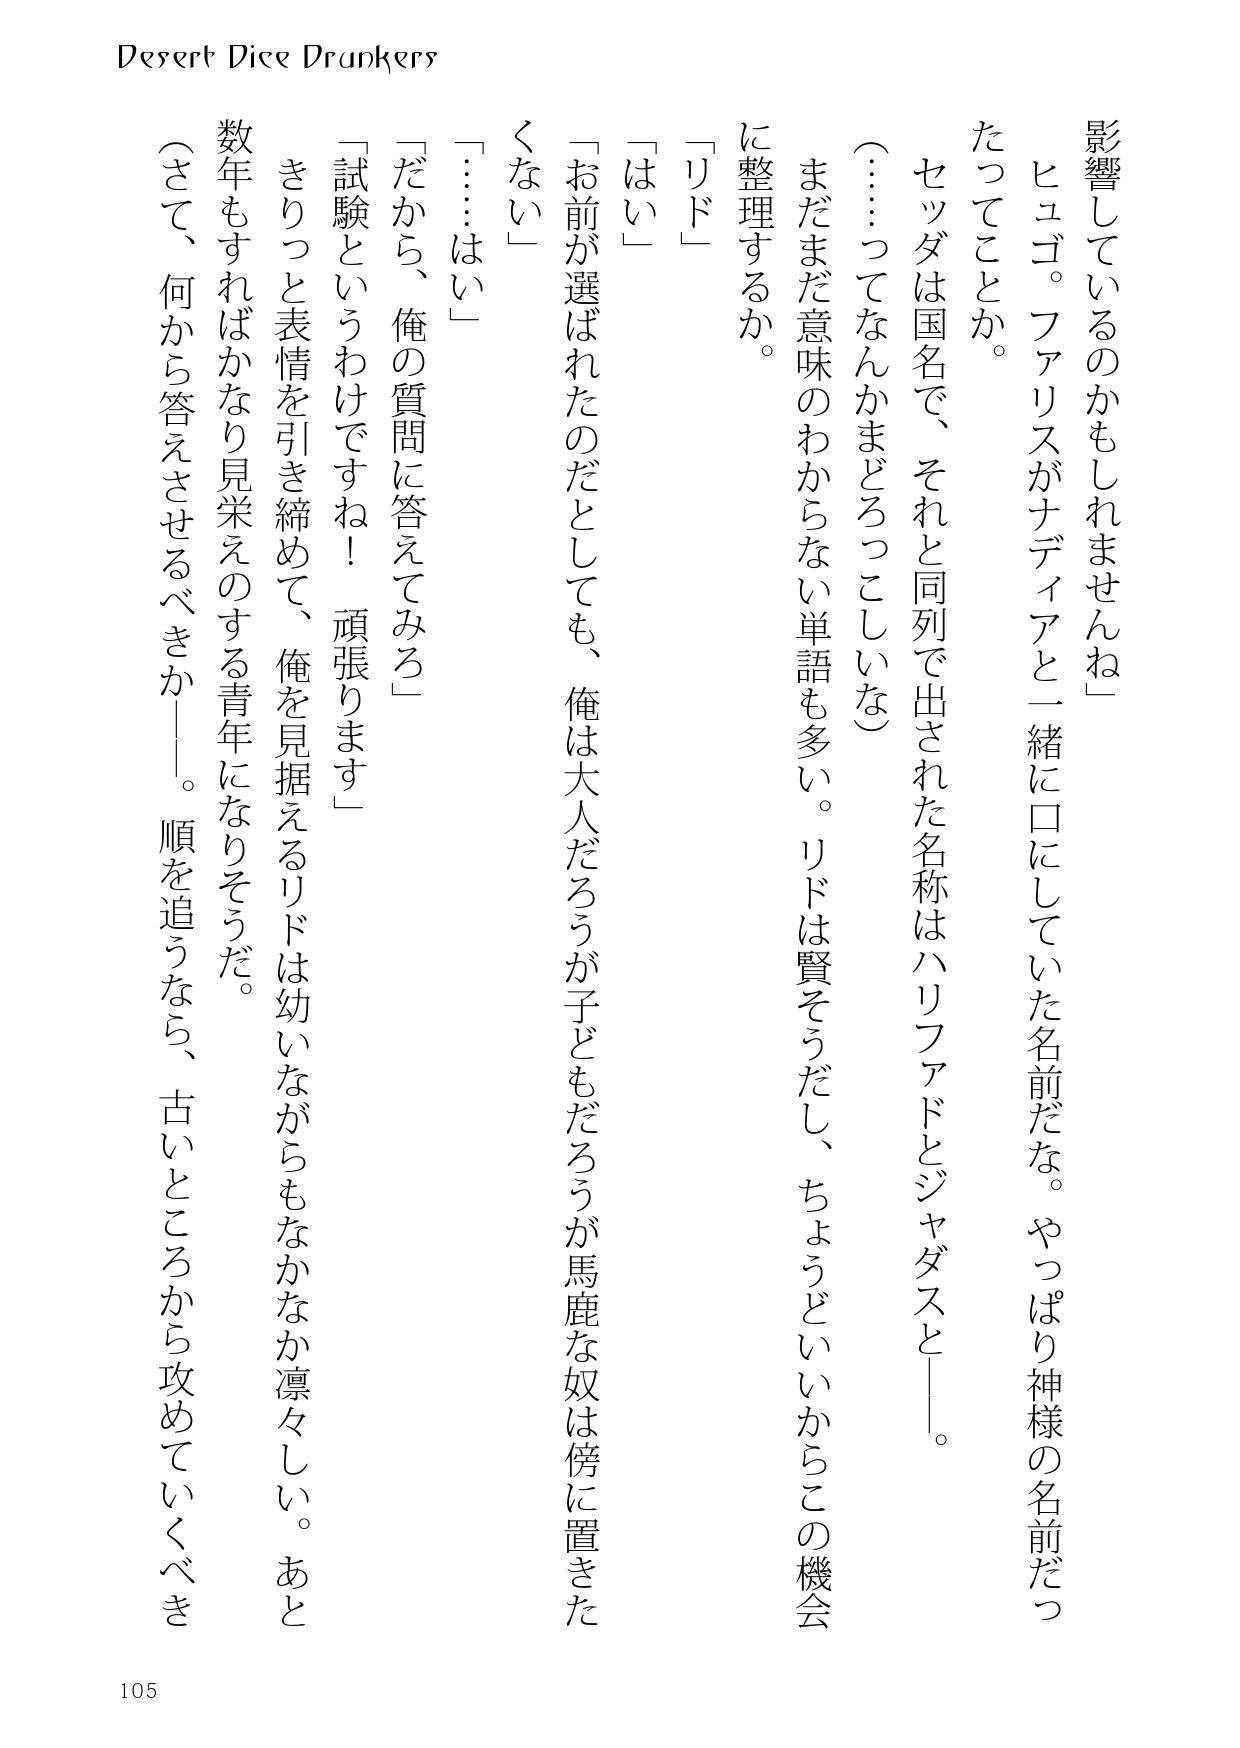 Desert Dice Drunkers
影響しているのかもしれませんね」
　ヒュゴ。ファリスがナディアと一緒に口にしていた名前だな。やっぱり神様の名前だっ
たってことか。
　セッダは国名で、それと同列で出された名称はハリファドとジャダスと――。
（……ってなんかまどろっこしいな）
　まだまだ意味のわからない単語も多い。リドは賢そうだし、ちょうどいいからこの機会
に整理するか。
「リド」
「はい」
「お前が選ばれたのだとしても、俺は大人だろうが子どもだろうが馬鹿な奴は傍に置きた
くない」
「……はい」
「だから、俺の質問に答えてみろ」
「試験というわけですね！　頑張ります」
　きりっと表情を引き締めて、俺を見据えるリドは幼いながらもなかなか凛々しい。あと
数年もすればかなり見栄えのする青年になりそうだ。
（さて、何から答えさせるべきか――。順を追うなら、古いところから攻めていくべき
105